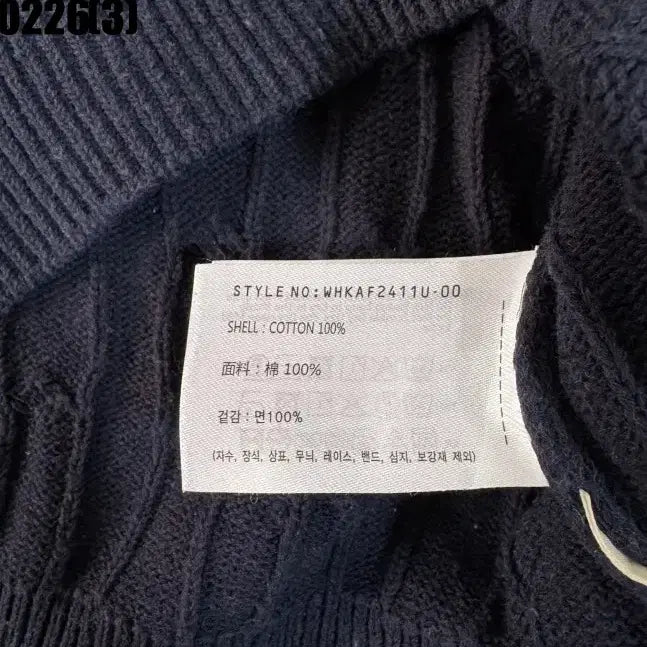 0226(3)
STYLE NO:WHKAF2411U-00
SHELL : COTTON 100%
面料 : 棉 100%
겉감 : 면100%
(자수, 장식, 상표, 무늬, 레이스, 밴드, 심지, 보강재 제외)